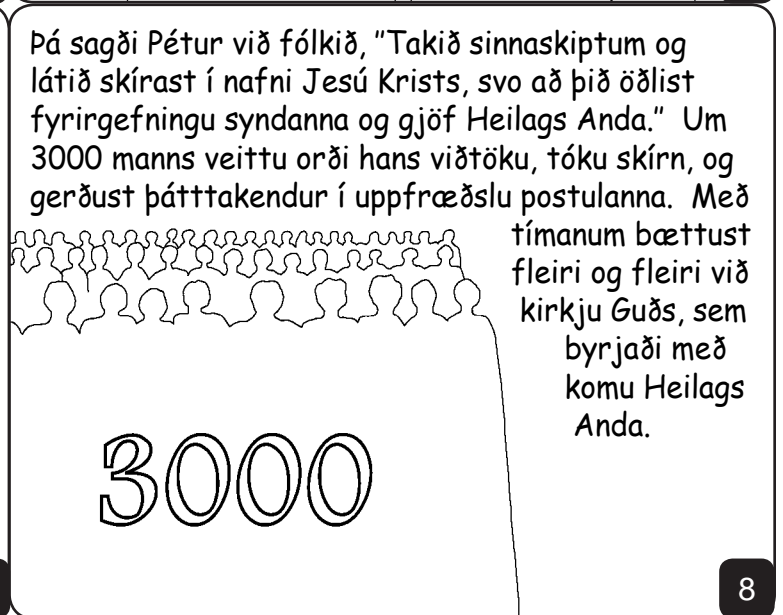 Þá sagði Pétur við fólkið, "Takið sinnaskiptum og
látið skírast í nafni Jesú Krists, svo að þið öðlist
fyrirgefningu syndanna og gjöf Heilags Anda." Um
3000 manns veittu orði hans viðtöku, tóku skírn, og
gerðust þátttakendur í uppfræðslu postulanna. Með
tímanum bættust
fleiri og fleiri við
kirkju Guðs, sem
byrjaði með
komu Heilags
Anda.
3000
8